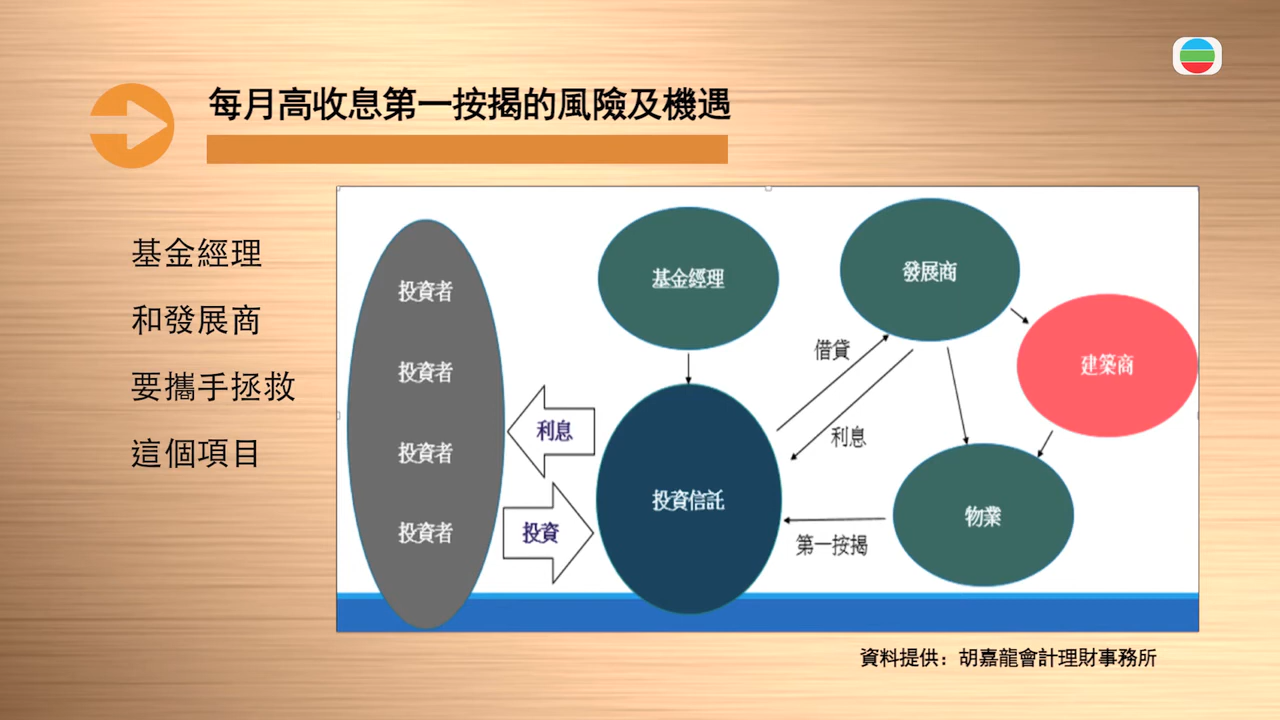 每月高收息第一按揭的風險及機遇
基金經理
和發展商
要攜手拯救
這個項目
投資者
投資者
投資者
投資者
利息
投資
基金經理
投資信託
借貸
利息
第一按揭
發展商
建築商
物業
資料提供：胡嘉龍會計理財事務所